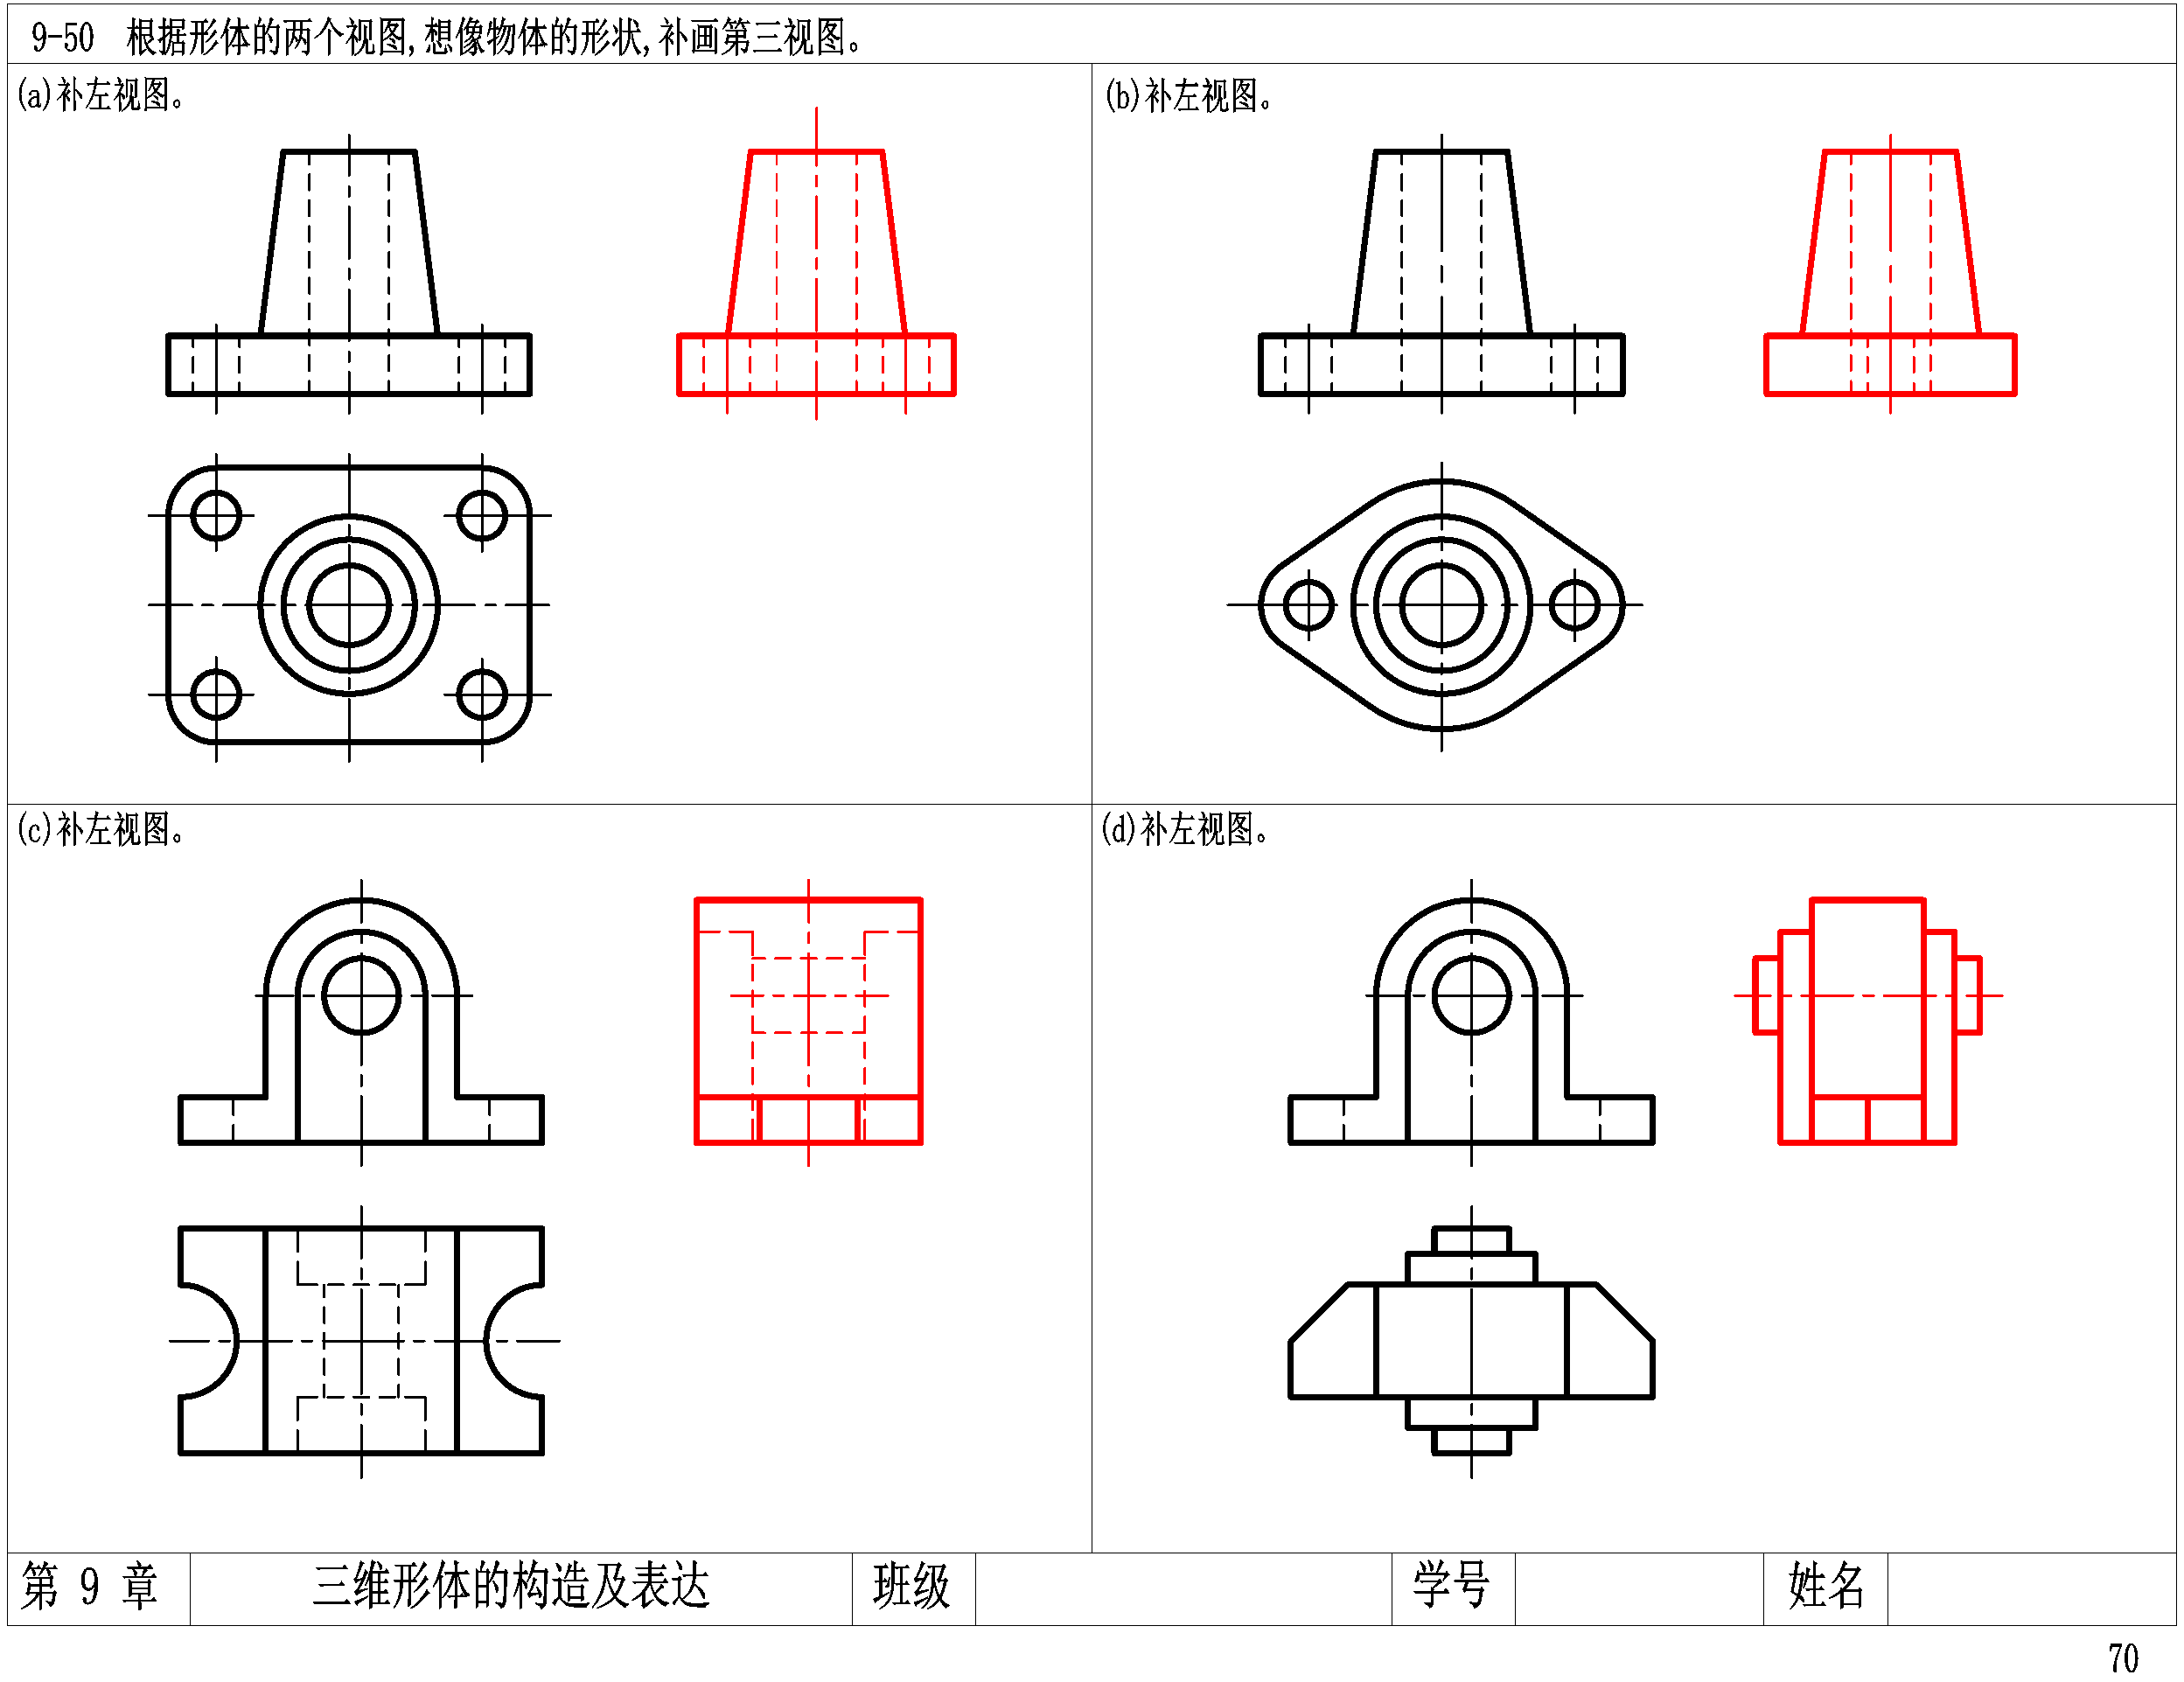 9-50 根据形体的两个视图,想像物体的形状,补画第三视图。
(a)补左视图。
(b)补左视图。
(c)补左视图。
(d)补左视图。
第 9 章 三维形体的构造及表达 班级 学号 姓名
70